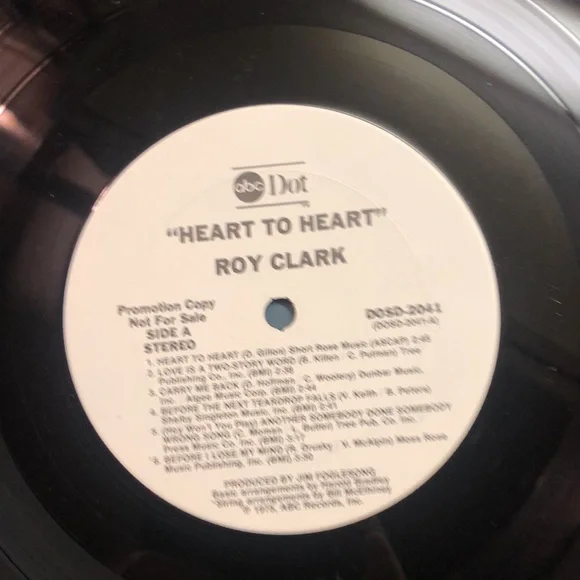 abc Dot
"HEART TO HEART"
ROY CLARK
Promotion Copy
Not For Sale
SIDE A
STEREO
DOSD-2041
(DOSD-2041-A)
1. HEART TO HEART (D. Gillon) Short Rose Music (ASCAP) 2:45
2. LOVE IS A TWO-STORY WORD (B. Killen / C. Putman) Tree
Publishing Co., Inc. (BMI) 2:38
3. CARRY ME BACK (D. Hoffman / C. Woolery) Dunbar Music,
Inc. / Algee Music Corp. (BMI) 2:44
4. BEFORE THE NEXT TEARDROP FALLS (V. Keith / B. Peters)
Shelby Singleton Music, Inc. (BMI) 2:41
5. (Hey Won't You Play) ANOTHER SOMEBODY DONE SOMEBODY
WRONG SONG (C. Moman / L. Butler) Tree Pub. Co., Inc.
Press Music Co., Inc. (BMI) 3:17
*6. BEFORE I LOSE MY MIND (B. Drusky / V. McAlpin) Moss Rose
Music Publishing, Inc. (BMI)
PRODUCED BY JIM FOGLESONG
Basic arrangements by Harold Bradley
*String arrangements by Bill McElhiney
1975, ABC Records, Inc.